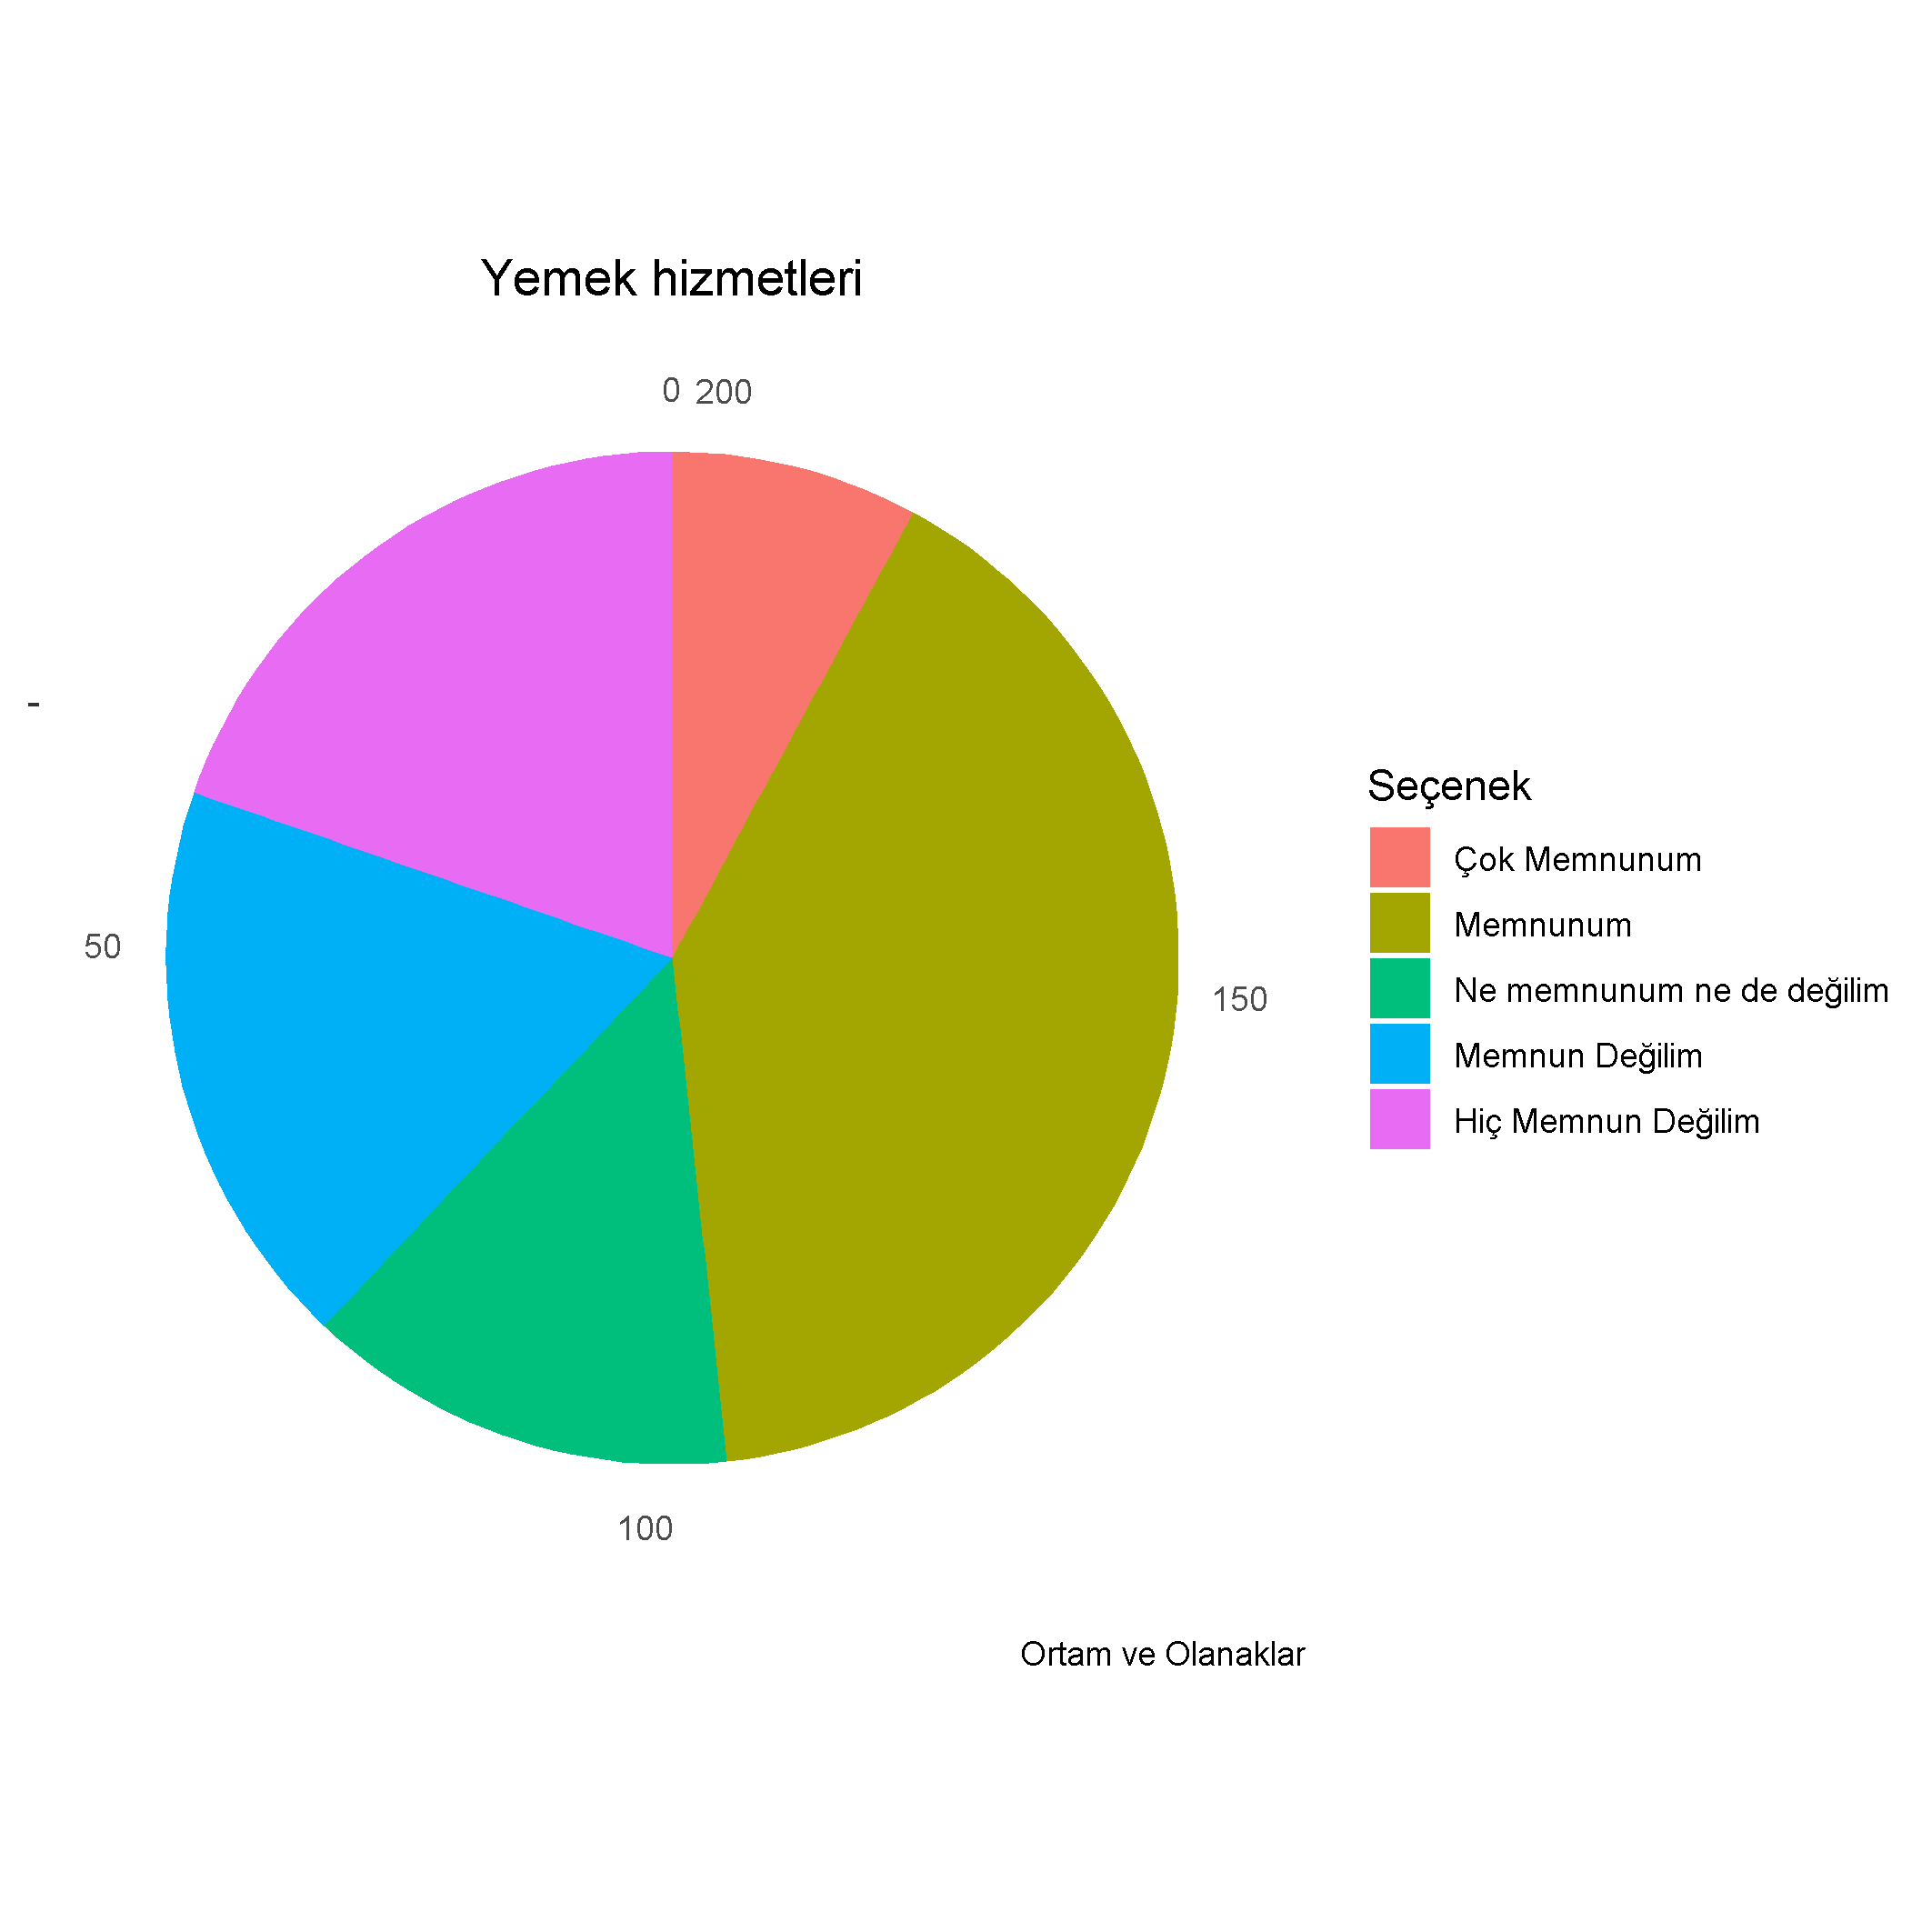 Yemek hizmetleri
0 200
-
50
150
100
Seçenek
Çok Memnunum
Memnunum
Ne memnunum ne de değilim
Memnun Değilim
Hiç Memnun Değilim
Ortam ve Olanaklar